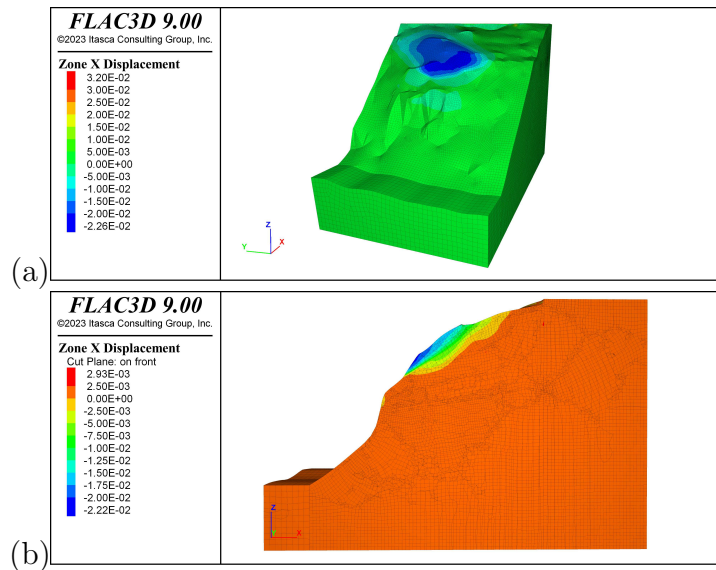 FLAC3D 9.00
©2023 Itasca Consulting Group, Inc.
Zone X Displacement
3.20E-02
3.00E-02
2.50E-02
2.00E-02
1.50E-02
1.00E-02
5.00E-03
0.00E+00
-5.00E-03
-1.00E-02
-1.50E-02
-2.00E-02
-2.26E-02
Z
Y
X
(a)
FLAC3D 9.00
©2023 Itasca Consulting Group, Inc.
Zone X Displacement
Cut Plane: on front
2.93E-03
2.50E-03
0.00E+00
-2.50E-03
-5.00E-03
-7.50E-03
-1.00E-02
-1.25E-02
-1.50E-02
-1.75E-02
-2.00E-02
-2.22E-02
Z
Y
X
(b)